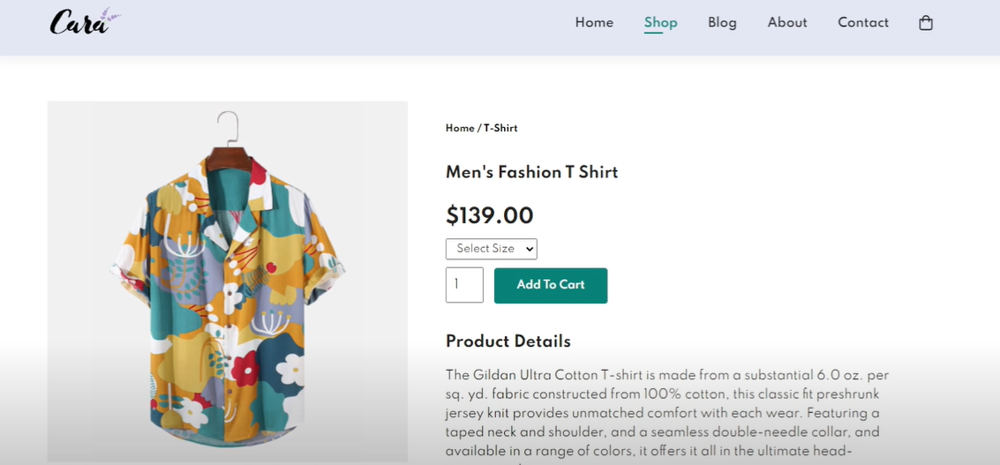 Cara
Home Shop Blog About Contact
Home / T-Shirt
Men's Fashion T Shirt
$139.00
Select Size
1
Add To Cart
Product Details
The Gildan Ultra Cotton T-shirt is made from a substantial 6.0 oz. per
sq. yd. fabric constructed from 100% cotton, this classic fit preshrunk
jersey knit provides unmatched comfort with each wear. Featuring a
taped neck and shoulder, and a seamless double-needle collar, and
available in a range of colors, it offers it all in the ultimate head-